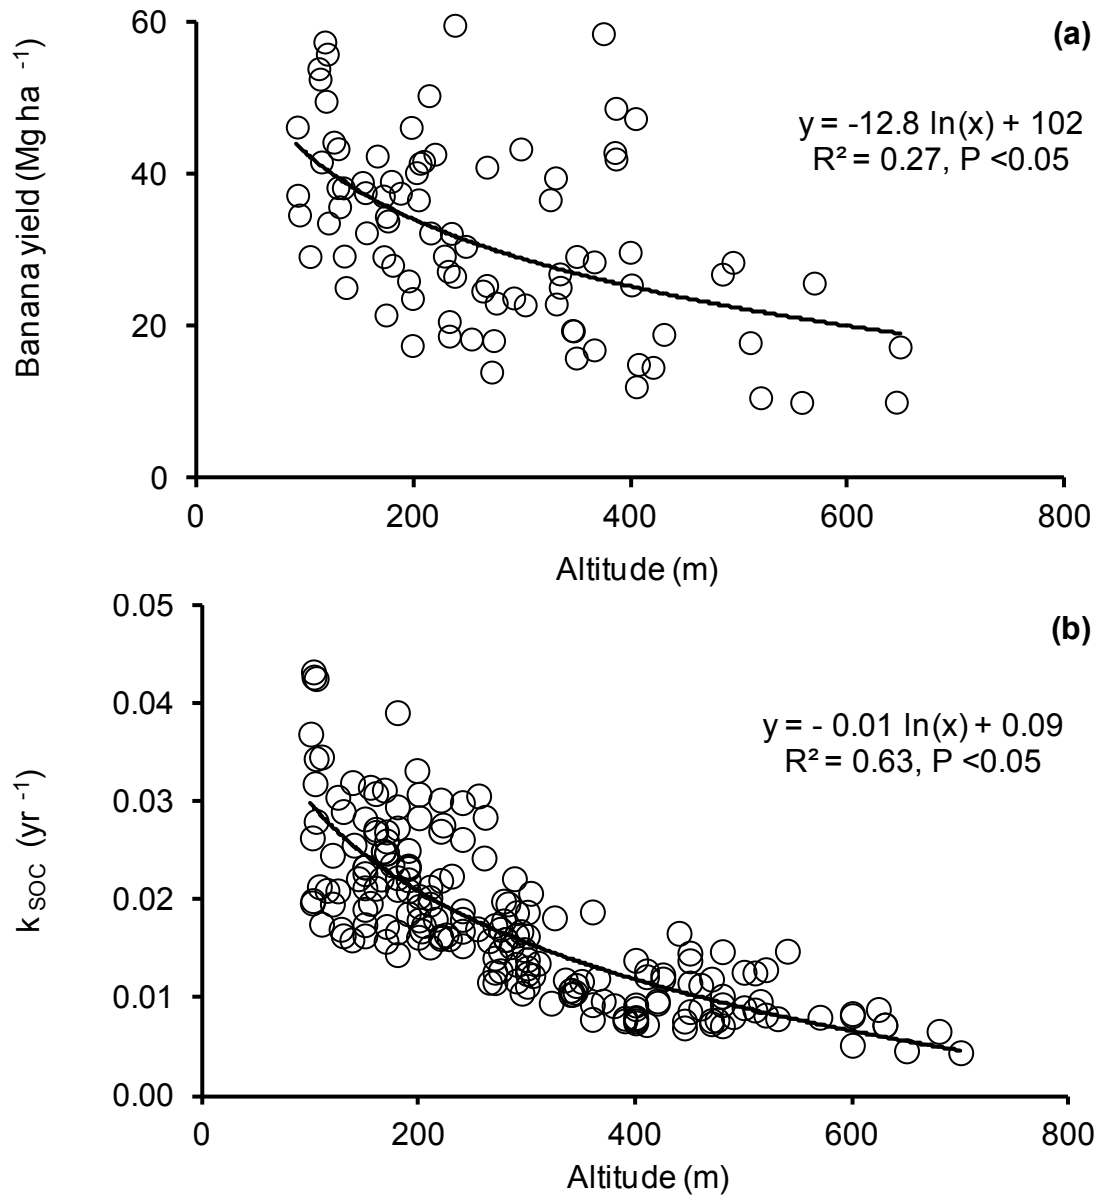 (a)
Banana yield (Mg ha -1)
60
40
20
0
y = -12.8 ln(x) + 102
R² = 0.27, P <0.05
0 200 400 600 800
Altitude (m)
(b)
k SOC (yr -1)
0.05
0.04
0.03
0.02
0.01
0.00
y = - 0.01 ln(x) + 0.09
R² = 0.63, P <0.05
0 200 400 600 800
Altitude (m)